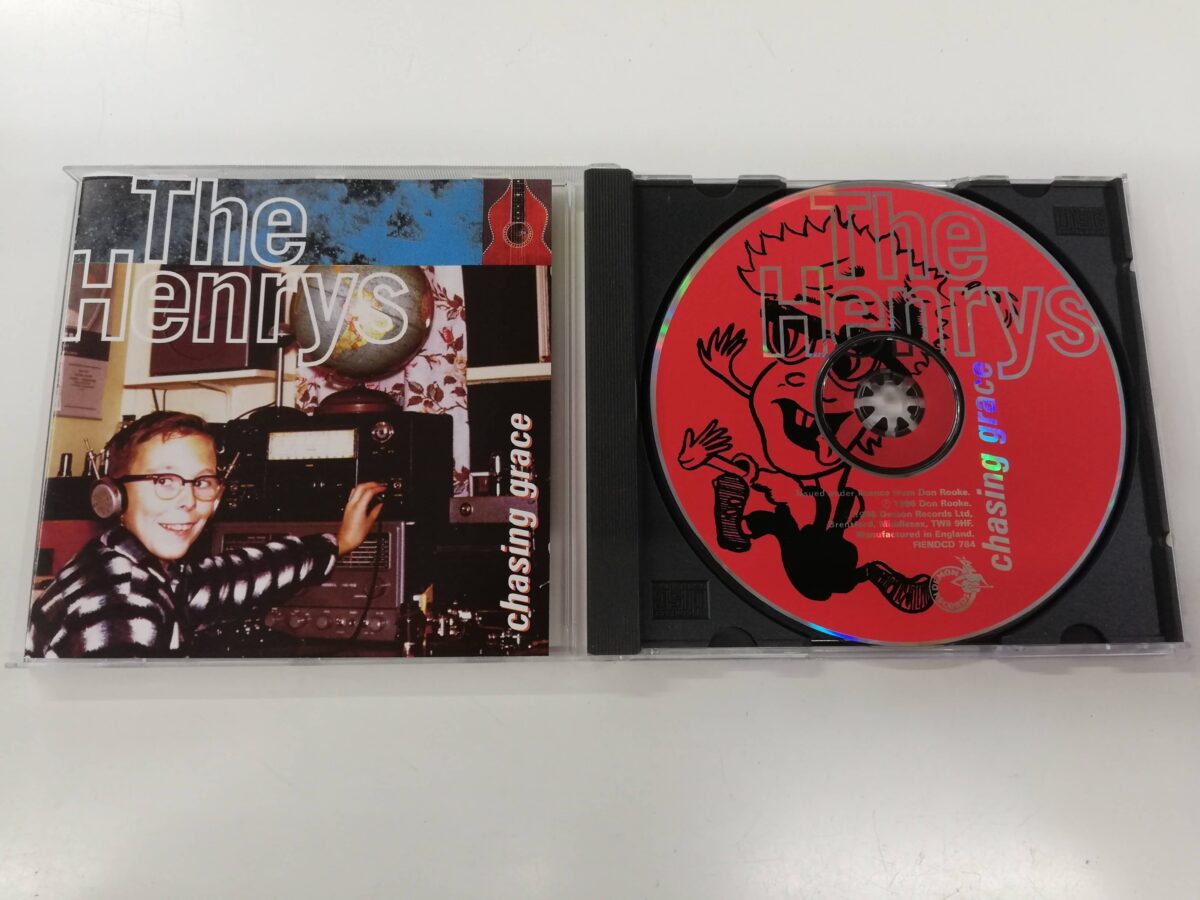 The
Henrys
chasing grace
The
Henrys
chasing grace
Issued under licence from Don Rooke.
℗ 1996 Don Rooke.
1996 Demon Records Ltd,
Brentford, Middlesex, TW8 9HF.
Manufactured in England.
FIENDCD 784